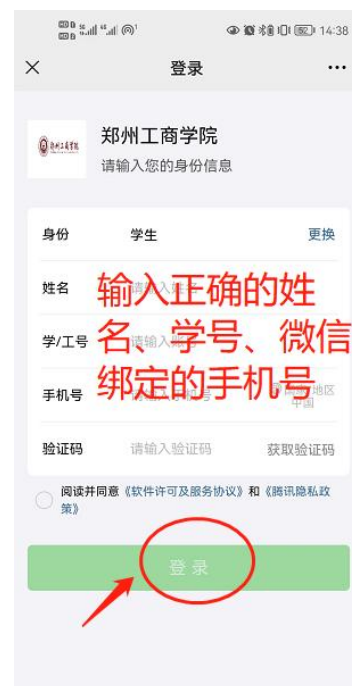 14:38
登录
郑州工商学院
请输入您的身份信息
身份 学生 更换
姓名
输入正确的姓
名、学号、微信
绑定的手机号
学/工号
手机号 地区
中国
验证码 请输入验证码 获取验证码
阅读并同意《软件许可及服务协议》和《腾讯隐私政
策》
登录